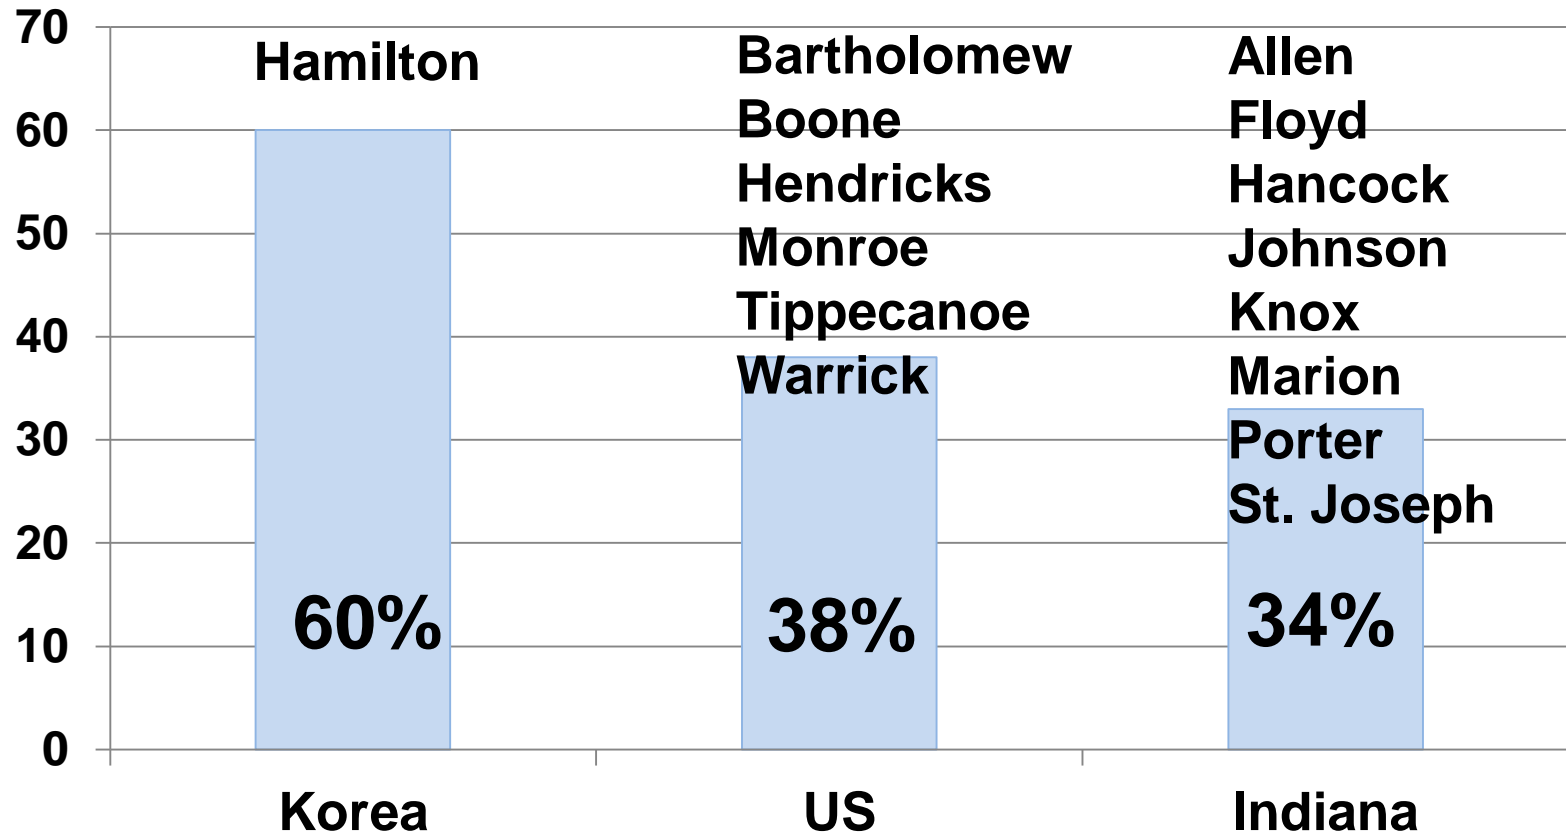 70
60
50
40
30
20
10
0
Hamilton
60%
Korea
Bartholomew
Boone
Hendricks
Monroe
Tippecanoe
Warrick
38%
US
Allen
Floyd
Hancock
Johnson
Knox
Marion
Porter
St. Joseph
34%
Indiana